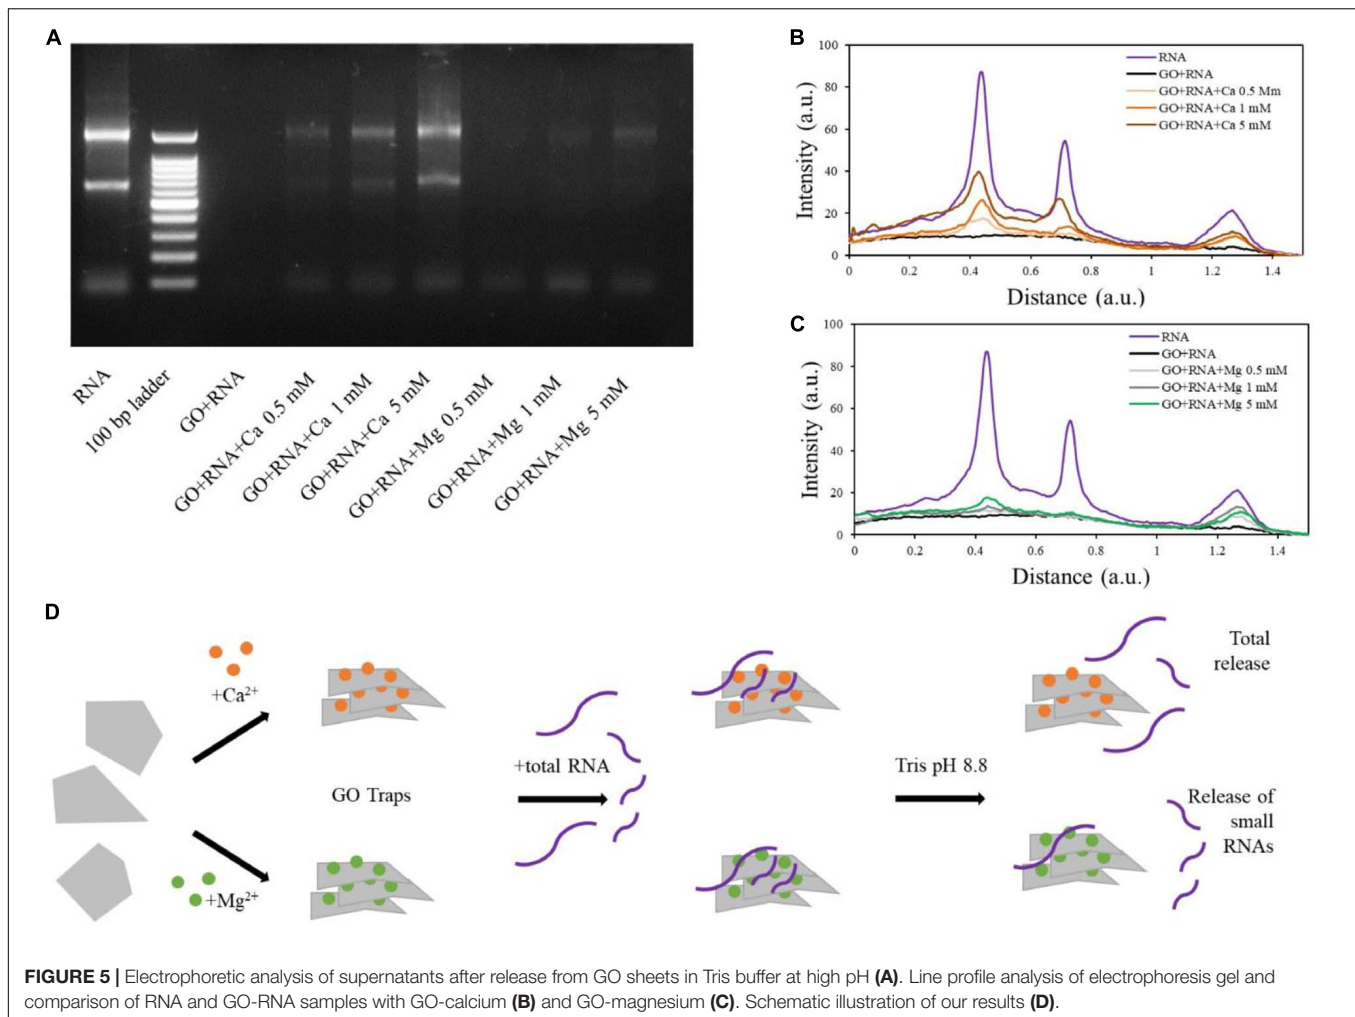 A
RNA
100 bp ladder
GO+RNA
GO+RNA+Ca 0.5 mM
GO+RNA+Ca 1 mM
GO+RNA+Ca 5 mM
GO+RNA+Mg 0.5 mM
GO+RNA+Mg 1 mM
GO+RNA+Mg 5 mM
B
100
80
60
40
20
0
Intensity (a.u.)
RNA
GO+RNA
GO+RNA+Ca 0.5 Mm
GO+RNA+Ca 1 mM
GO+RNA+Ca 5 mM
0 0.2 0.4 0.6 0.8 1 1.2 1.4
Distance (a.u.)
C
100
80
60
40
20
0
Intensity (a.u.)
RNA
GO+RNA
GO+RNA+Mg 0.5 mM
GO+RNA+Mg 1 mM
GO+RNA+Mg 5 mM
0 0.2 0.4 0.6 0.8 1 1.2 1.4
Distance (a.u.)
D
+Ca²⁺
+Mg²⁺
GO Traps
+total RNA
Tris pH 8.8
Total
release
Release of
small
RNAs
FIGURE 5 | Electrophoretic analysis of supernatants after release from GO sheets in Tris buffer at high pH (A). Line profile analysis of electrophoresis gel and
comparison of RNA and GO-RNA samples with GO-calcium (B) and GO-magnesium (C). Schematic illustration of our results (D).